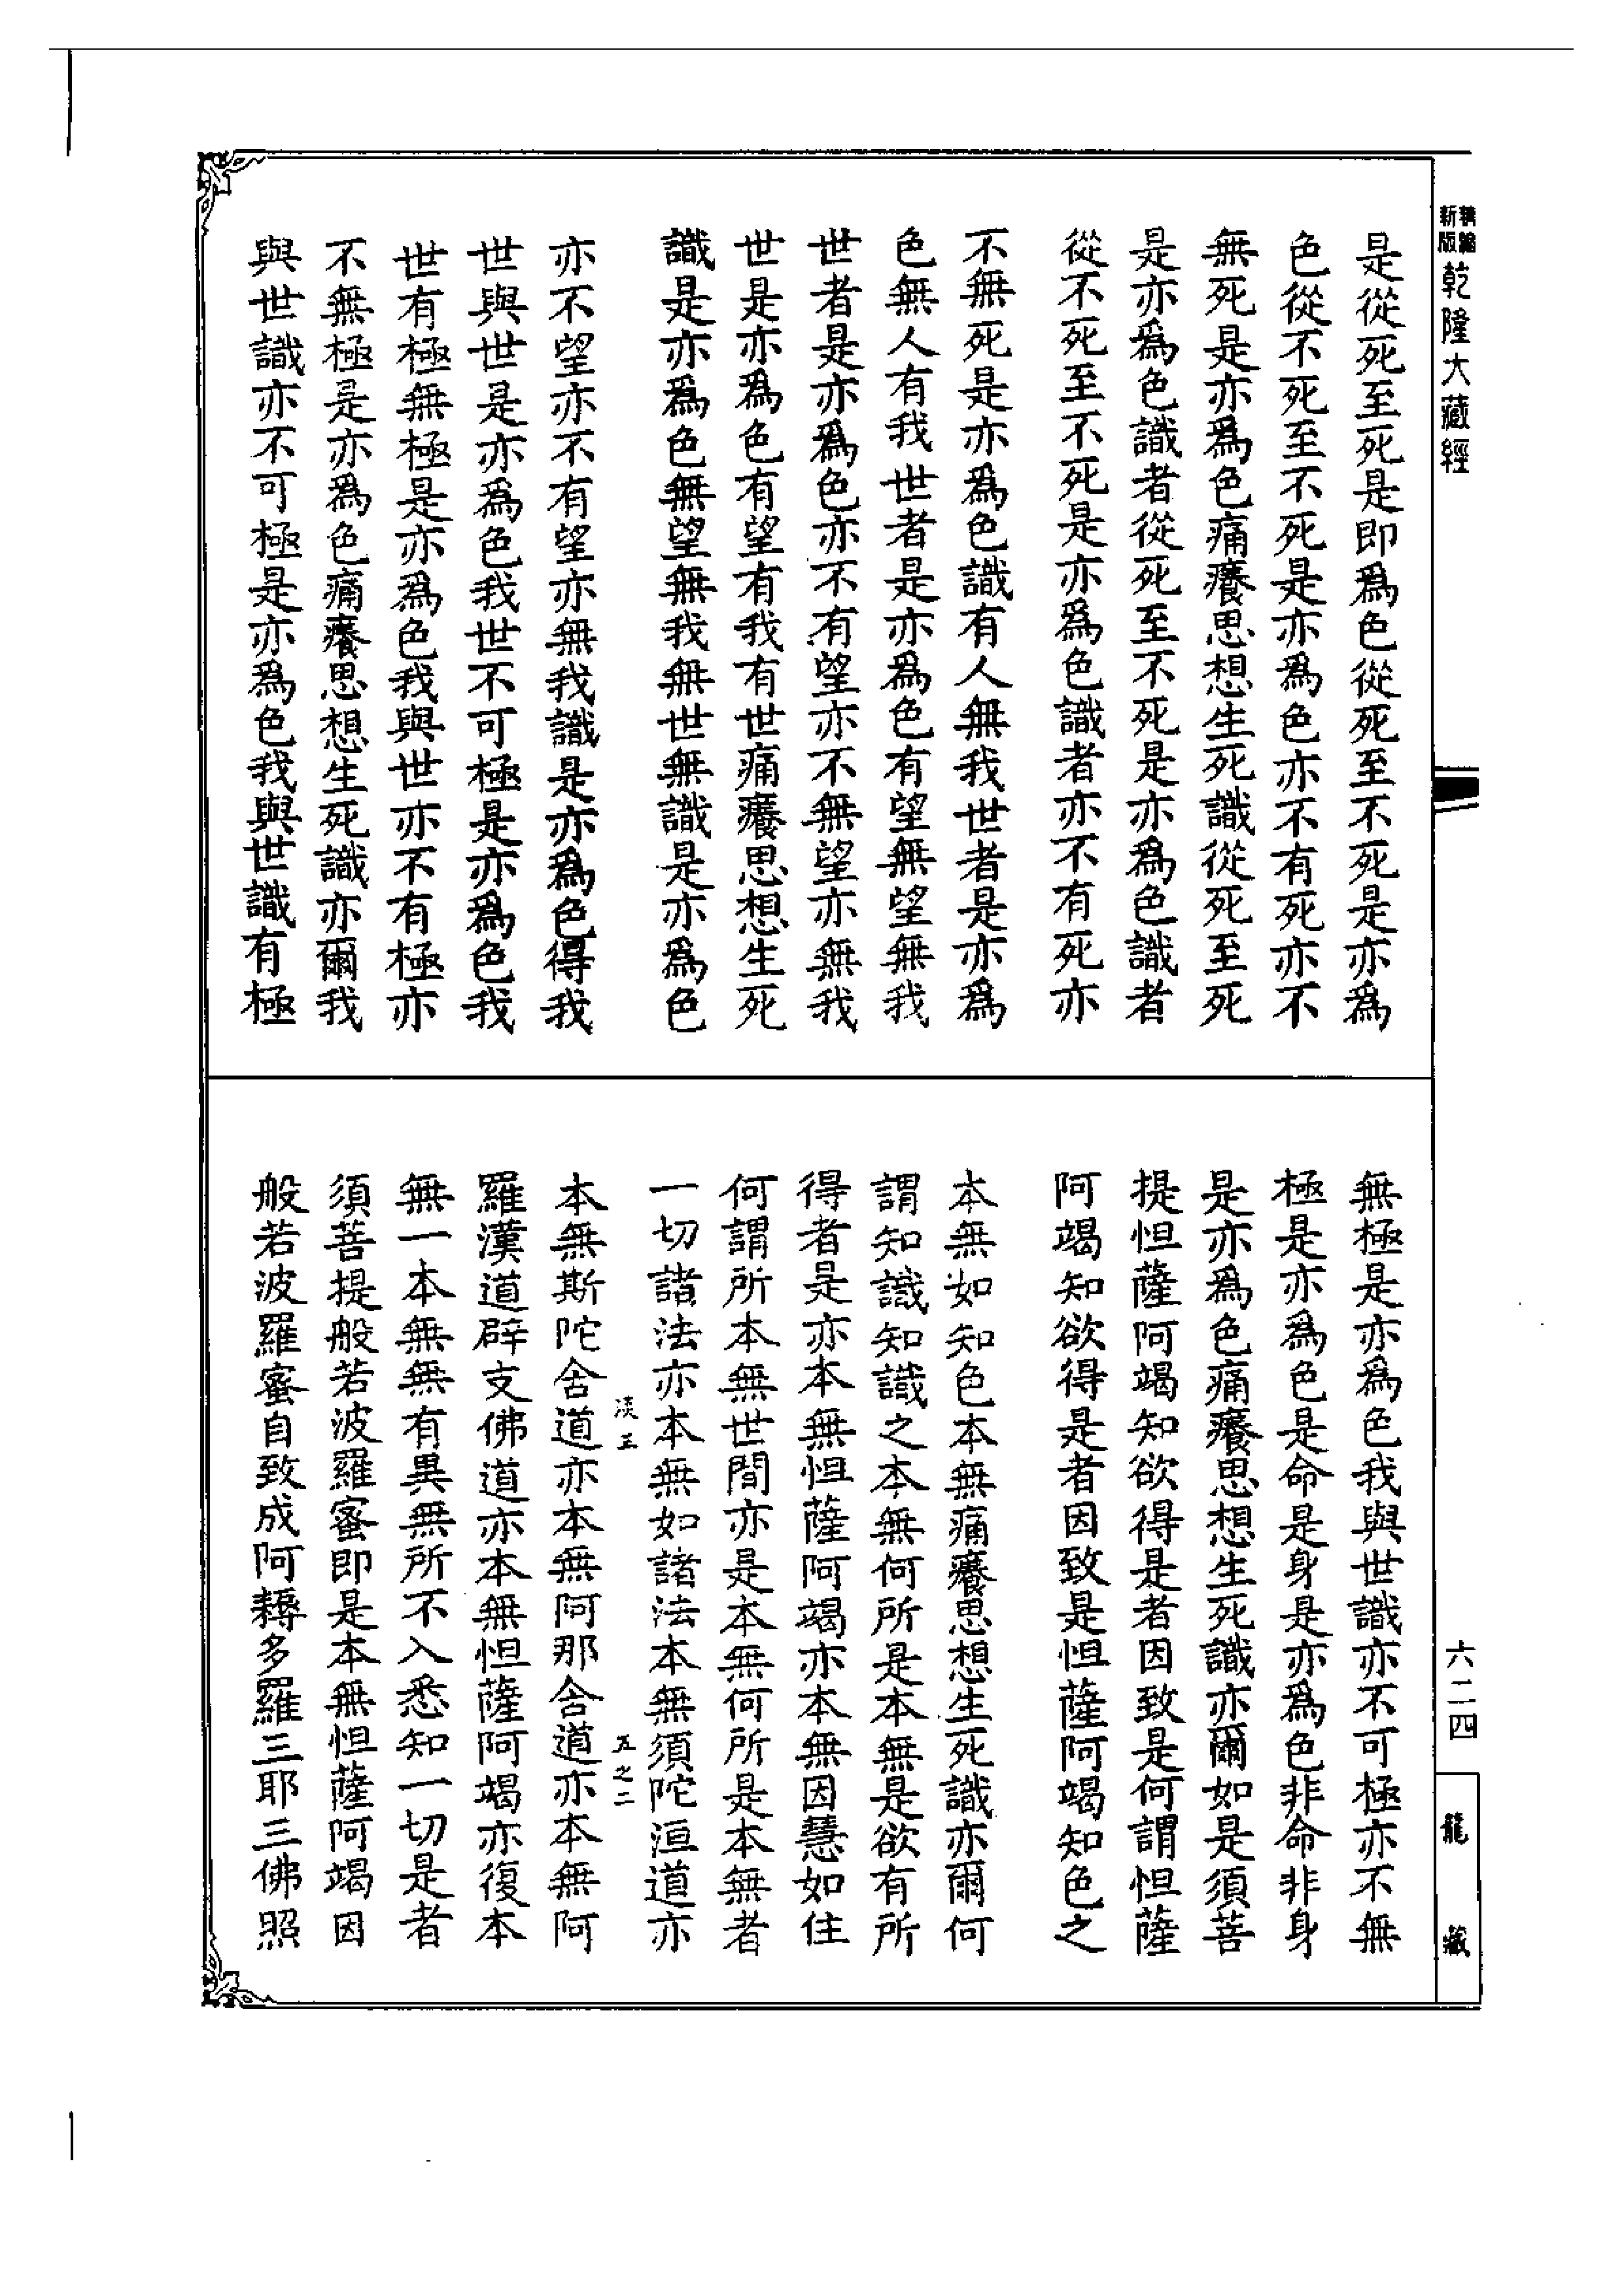 精縮新版
乾隆大藏經
是從死至死是即爲色從死至不死是亦爲
色從不死至不死是亦爲色亦不有死亦不
無死是亦爲色痛癢思想生死識從死至死
是亦爲色識者從死至不死是亦爲色識者
從不死至不死是亦爲色識者亦不有死亦
不無死是亦爲色識有人無我世者是亦爲
色無人有我世者是亦爲色有望無望無我
世者是亦爲色亦不有望亦不無望亦無我
世是亦爲色有望有我有世痛癢思想生死
識是亦爲色無望無我無世無識是亦爲色
亦不望亦不有望亦無我識是亦爲色得我
世與世是亦爲色我世不可極是亦爲色我
世有極無極是亦爲色我與世亦不有極亦
不無極是亦爲色痛癢思想生死識亦爾我
與世識亦不可極是亦爲色我與世識有極
無極是亦爲色我與世識亦不可極亦不無
極是亦爲色是命是身是亦爲色非命非身
是亦爲色痛癢思想生死識亦爾如是須菩
提怛薩阿竭知欲得是者因致是何謂怛薩
阿竭知欲得是者因致是怛薩阿竭知色之
本無如知色本無痛癢思想生死識亦爾何
謂知識知識之本無何所是本無是欲有所
得者是亦本無怛薩阿竭亦本無因慧如住
何謂所本無世間亦是本無何所是本無者
一切諸法亦本無如諸法本無須陀洹道亦
本無斯陀含道亦本無阿那含道亦本無阿
羅漢道辟支佛道亦本無怛薩阿竭亦復本
無一本無無有異無所不入悉知一切是者
須菩提般若波羅蜜即是本無怛薩阿竭因
般若波羅蜜自致成阿耨多羅三耶三佛照
五之二
六二四
龍藏